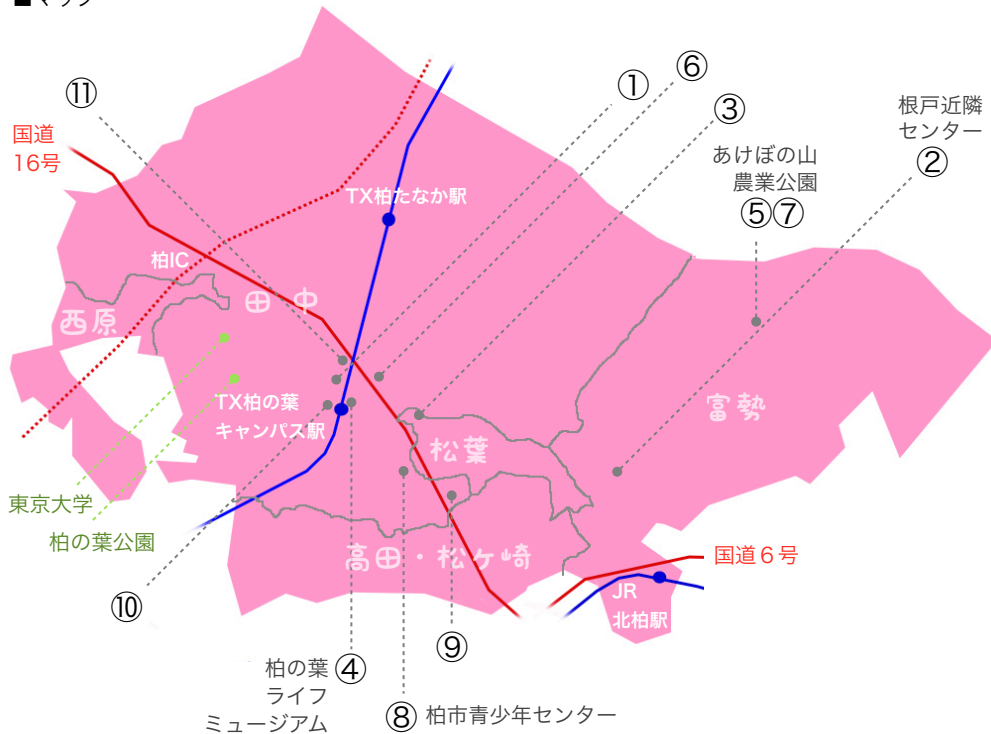 ■マップ
⑪
①
⑥
③
根戸近隣
センター
②
国道
16号
あけぼの山
農業公園
⑤⑦
TX柏たなか駅
柏IC
田中
西原
TX柏の葉
キャンパス駅
富勢
松葉
東京大学
柏の葉公園
高田・松ケ崎
国道６号
JR
北柏駅
⑩
⑨
柏の葉
ライフ
ミュージアム
④
⑧
柏市青少年センター